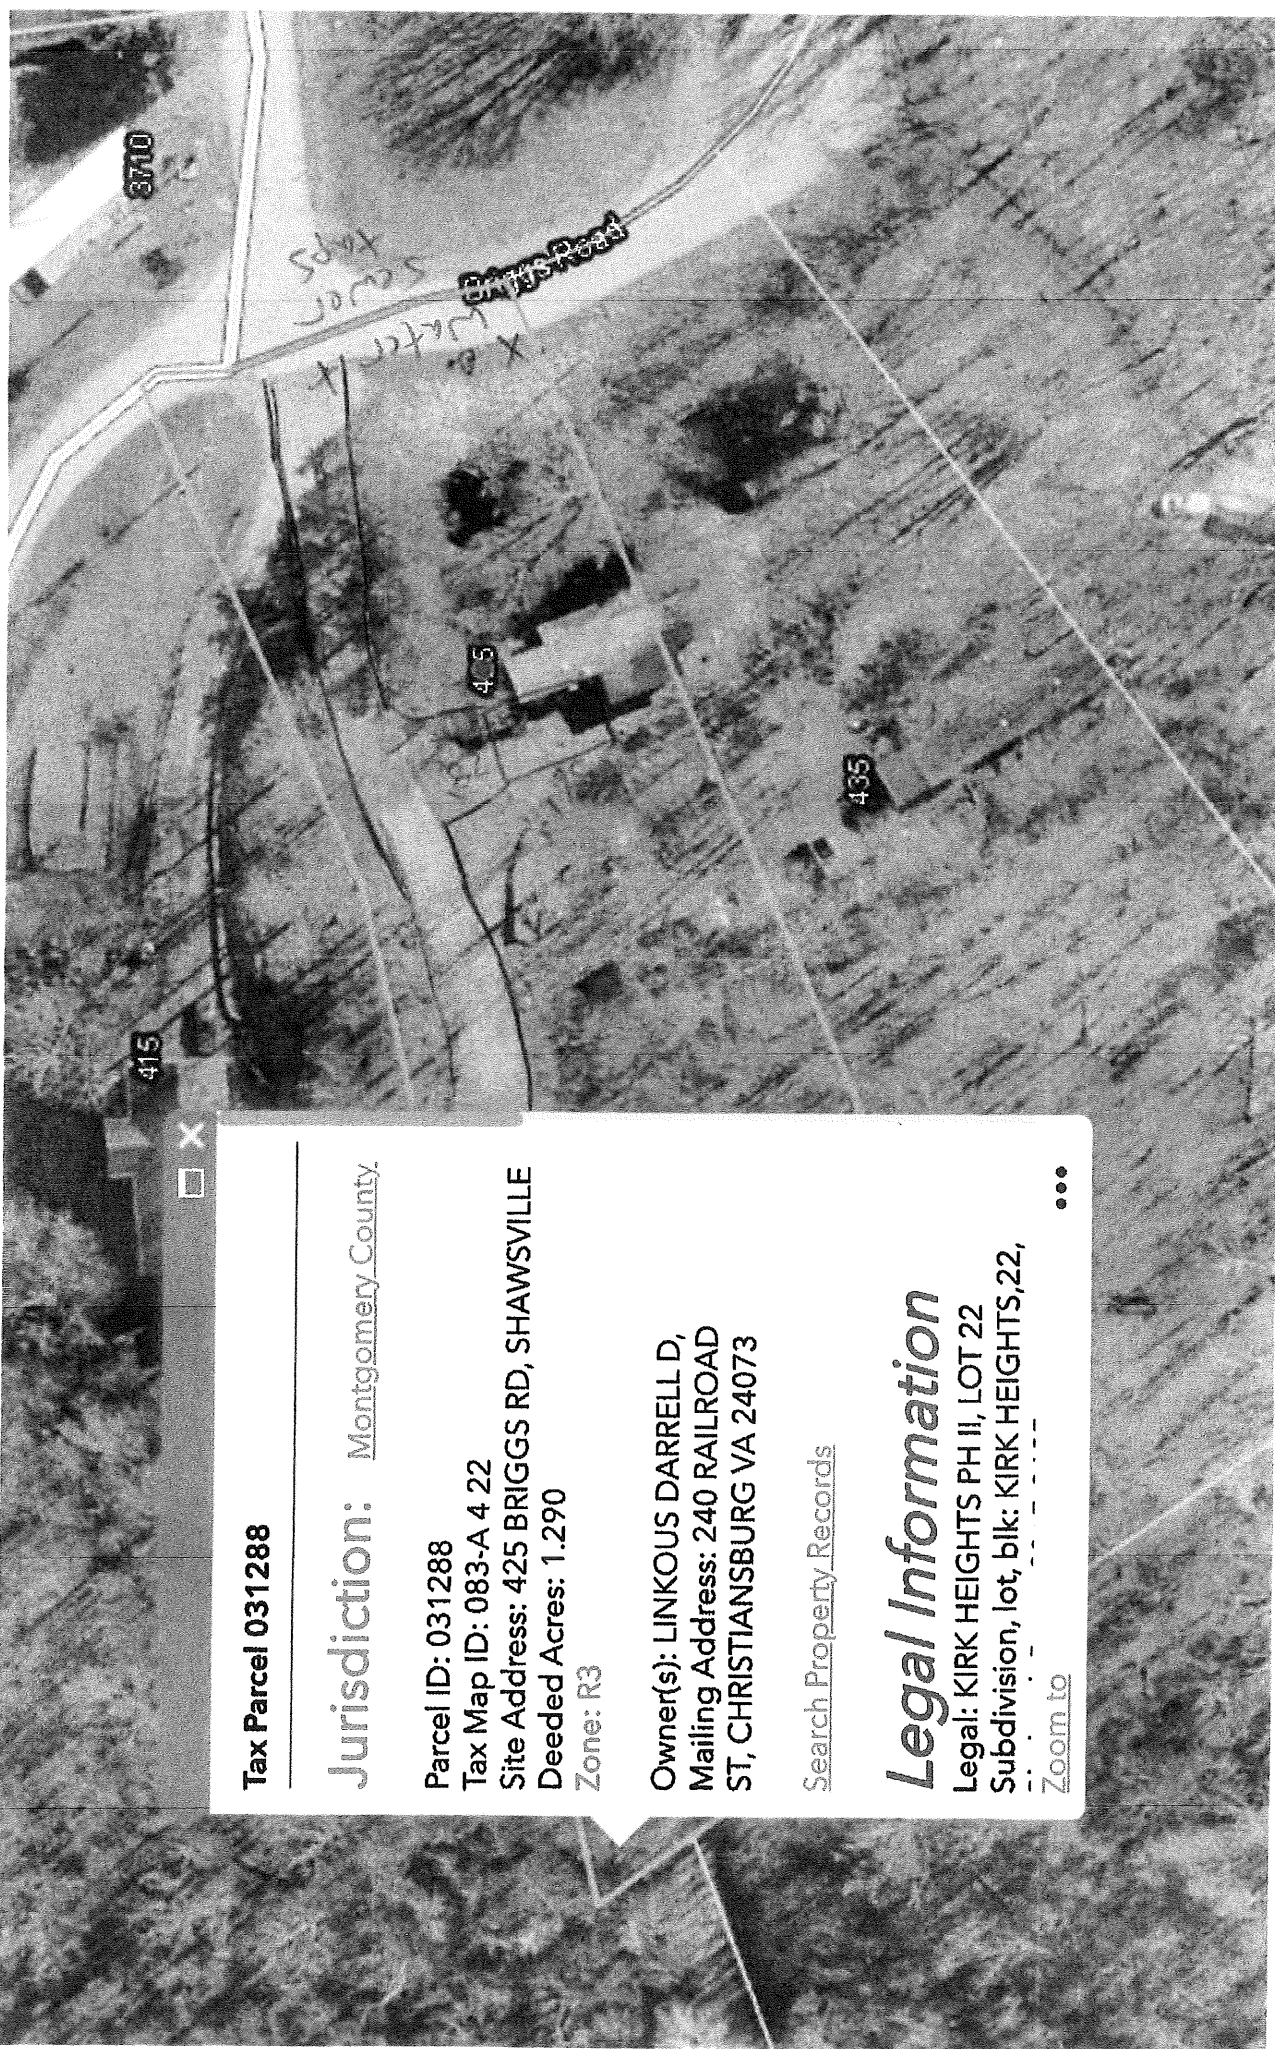 Tax Parcel 031288
Jurisdiction: Montgomery County
Parcel ID: 031288
Tax Map ID: 083-A 4 22
Site Address: 425 BRIGGS RD, SHAWSVILLE
Deeded Acres: 1.290
Zone: R3
Owner(s): LINKOUS DARRELL D,
Mailing Address: 240 RAILROAD
ST, CHRISTIANSBURG VA 24073
Search Property Records
Legal Information
Legal: KIRK HEIGHTS PH II, LOT 22
Subdivision, lot, blk: KIRK HEIGHTS,22,
Zoom to
415
3710
435
Road
Water &
sewer
taps
X